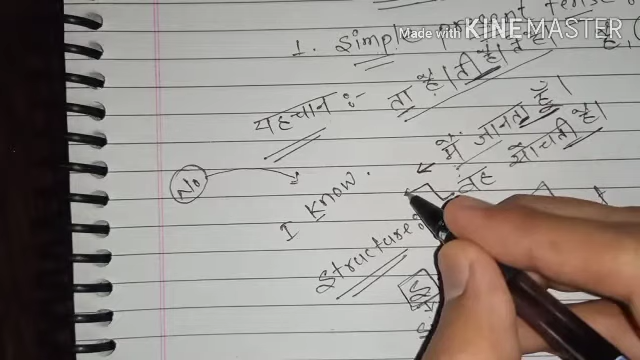 Made with KINEMASTER
1. Simple present tense
पहचान :- ता है। ती है। ते है।
मैं जानता हूँ।
No
I know.
वह सोचती है।
Structure: